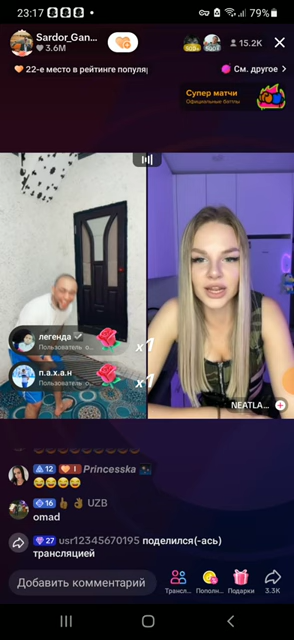 23:17
79%
Sardor_Gan...
3.6M
15.2K
22-е место в рейтинге популяр
См. другое >
Супер матчи
Официальные баттлы
легенда
Пользователь о...
x1
п.а.х.а.н
Пользователь о...
x1
NEATLA...
12 1 Princesska
16 UZB
omad
27 usr12345670195 поделился(-ась)
трансляцией
Добавить комментарий
Трансл... Пополн... Подарки 3.3K